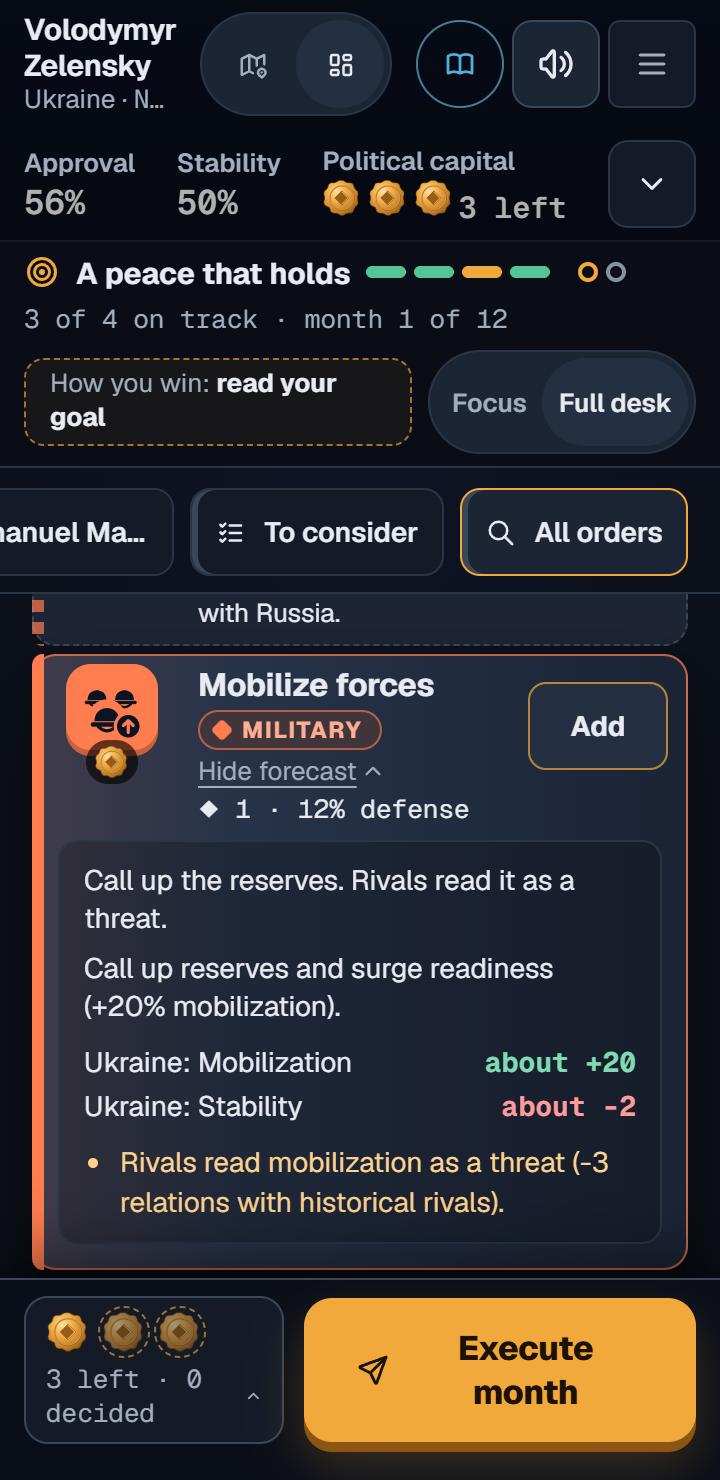 Volodymyr
Zelensky
Ukraine · N…
Approval
56%
Stability
50%
Political capital
3 left
A peace that holds
3 of 4 on track · month 1 of 12
How you win: read your
goal
Focus
Full desk
anuel Ma...
To consider
All orders
with Russia.
Mobilize forces
MILITARY
Add
Hide forecast
◆ 1 · 12% defense
Call up the reserves. Rivals read it as a
threat.
Call up reserves and surge readiness
(+20% mobilization).
Ukraine: Mobilization about +20
Ukraine: Stability about -2
• Rivals read mobilization as a threat (-3
relations with historical rivals).
3 left · 0
decided
Execute
month